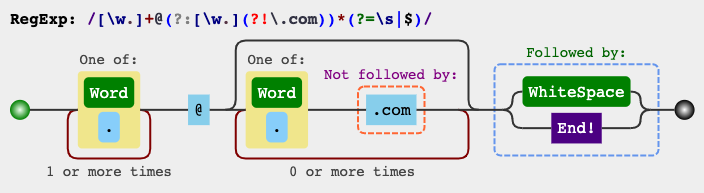 RegExp: /[\w.]+@(?:[\w.](?!\.com))*(?=\s|$)/
One of:
Word
.
1 or more times
@
One of:
Word
.
Not followed by:
.com
0 or more times
Followed by:
WhiteSpace
End!